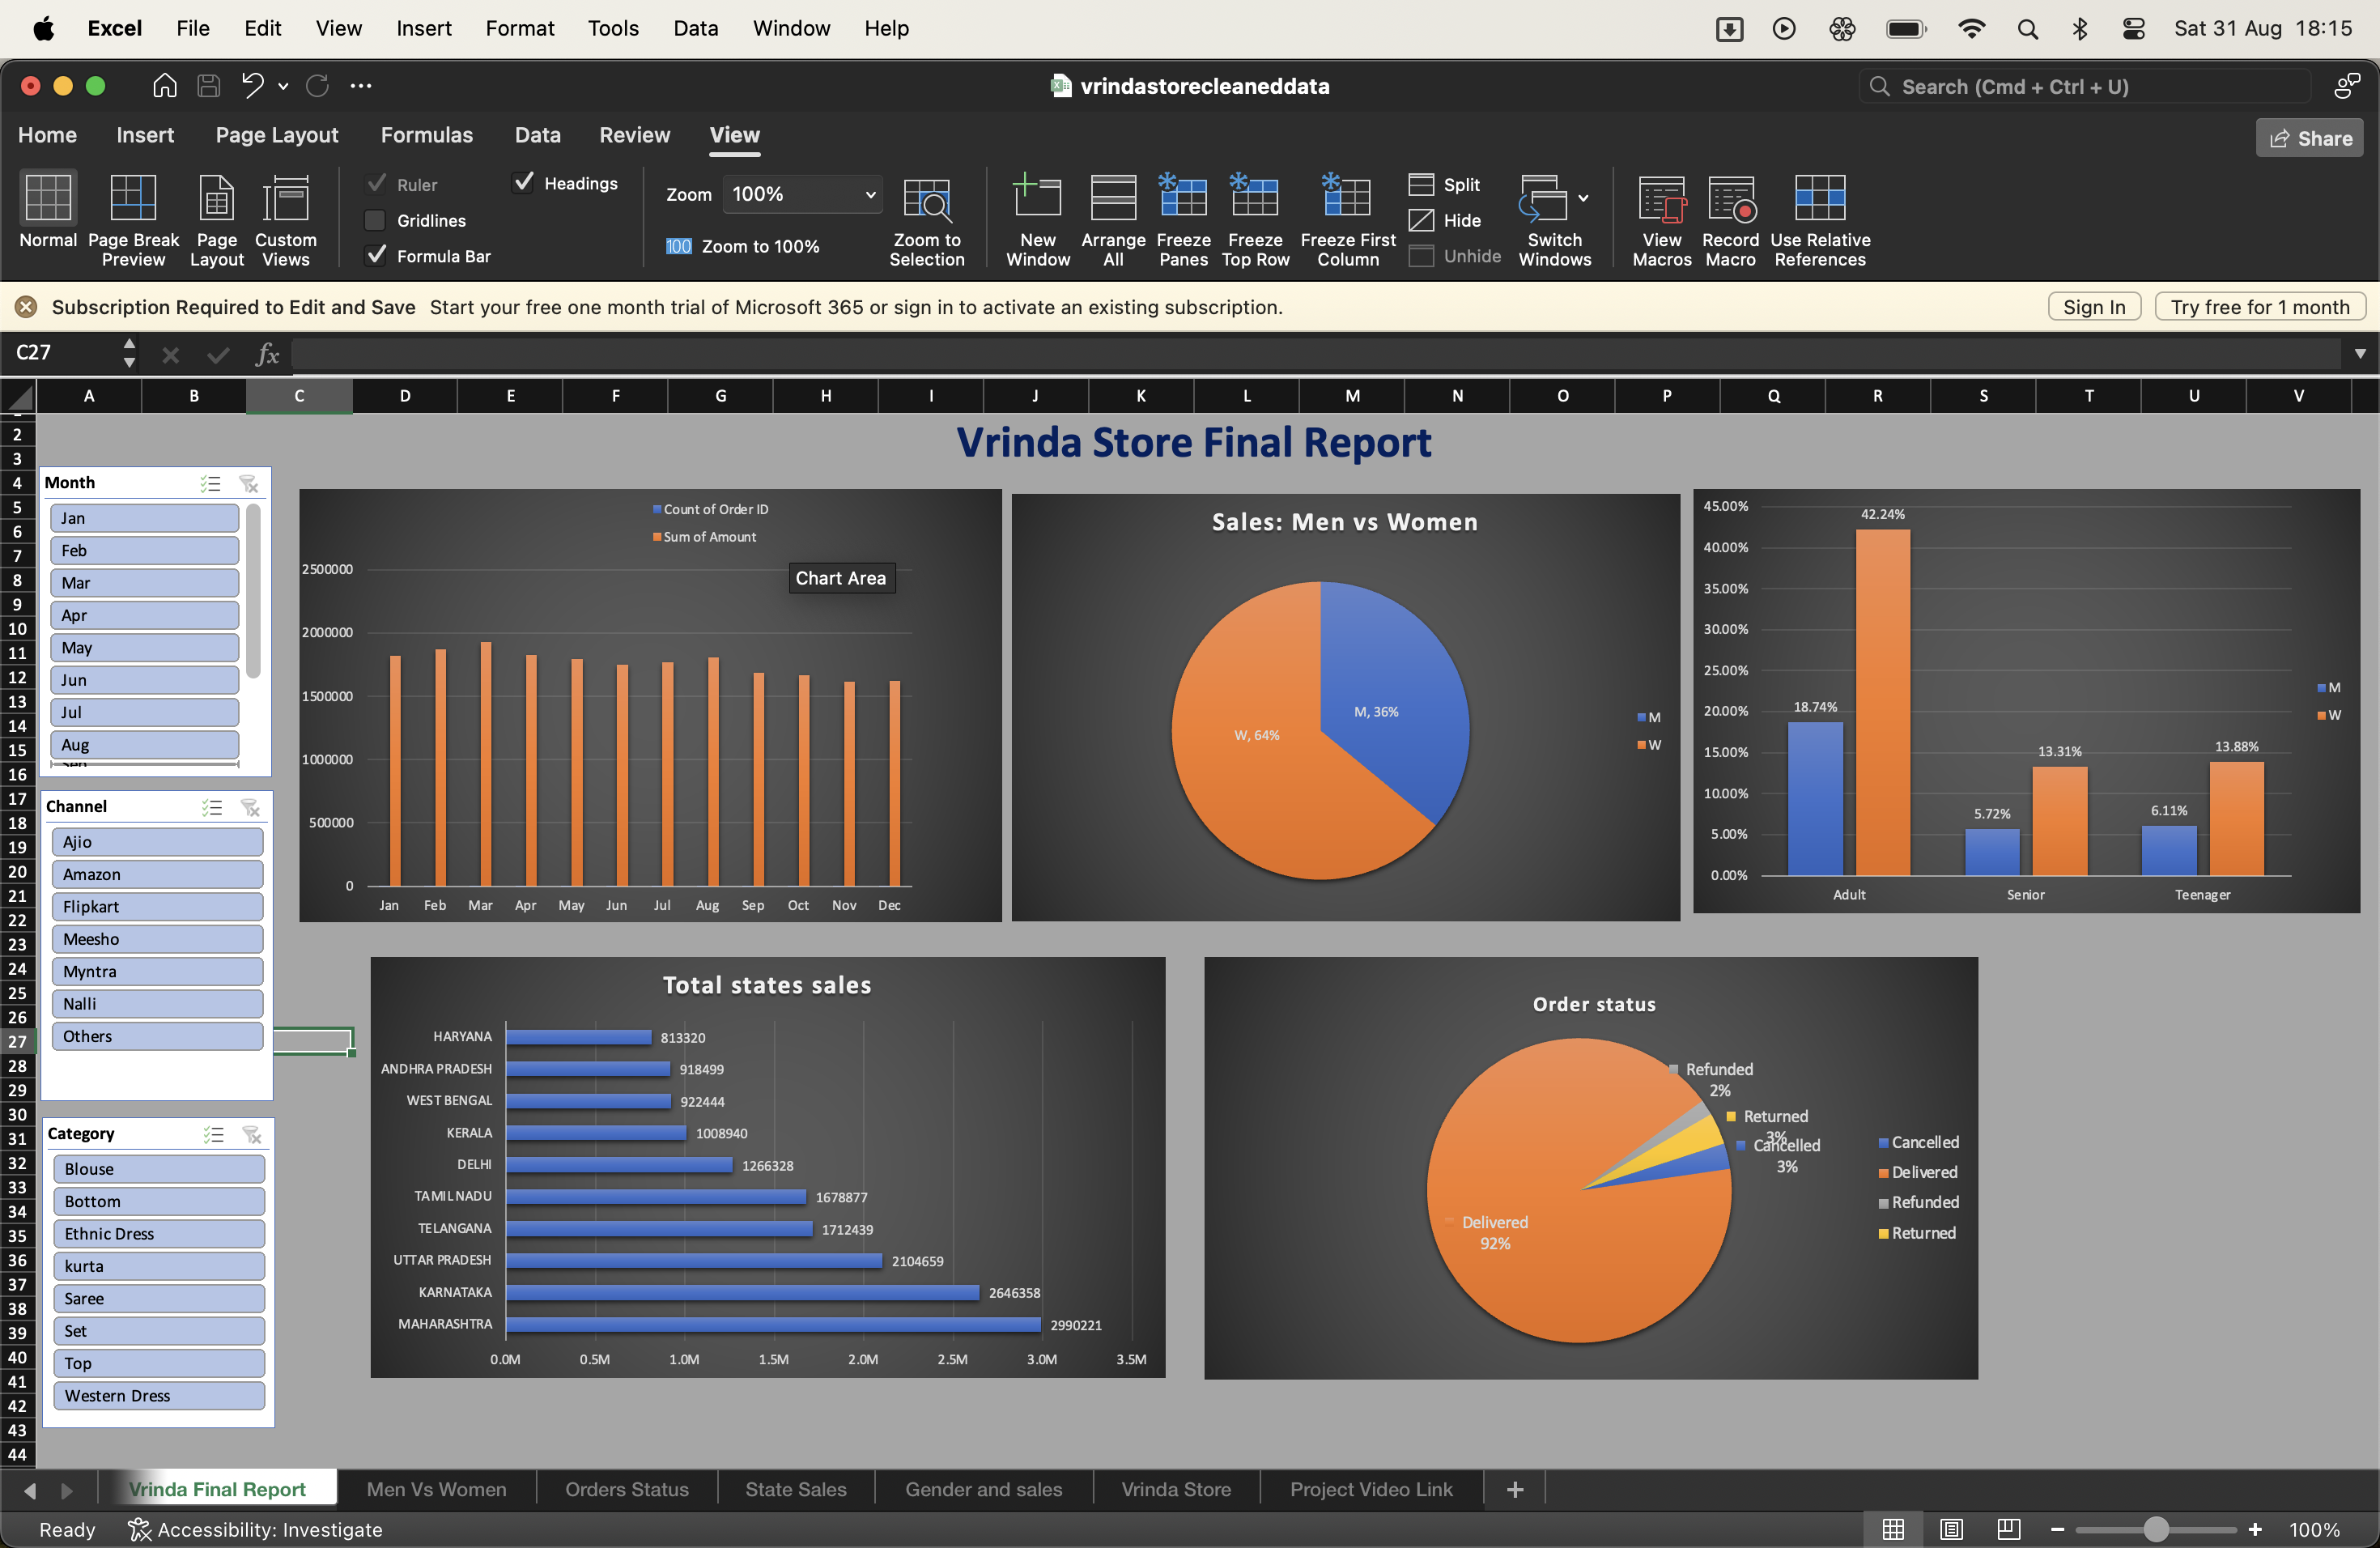 Excel File Edit View Insert Format Tools Data Window Help
Sat 31 Aug 18:15
vrindastorecleaneddata
Search (Cmd + Ctrl + U)
Home Insert Page Layout Formulas Data Review View
Share
Normal
Page Break Preview
Page Layout
Custom Views
Ruler
Gridlines
Formula Bar
Headings
Zoom 100%
100 Zoom to 100%
Zoom to Selection
New Window
Arrange All
Freeze Panes
Freeze Top Row
Freeze First Column
Split
Hide
Unhide
Switch Windows
View Macros
Record Macro
Use Relative References
Subscription Required to Edit and Save Start your free one month trial of Microsoft 365 or sign in to activate an existing subscription.
Sign In
Try free for 1 month
C27
fx
A B C D E F G H I J K L M N O P Q R S T U V
2
3
4
5
6
7
8
9
10
11
12
13
14
15
16
17
18
19
20
21
22
23
24
25
26
27
28
29
30
31
32
33
34
35
36
37
38
39
40
41
42
43
44
Vrinda Store Final Report
Month
Jan
Feb
Mar
Apr
May
Jun
Jul
Aug
Channel
Ajio
Amazon
Flipkart
Meesho
Myntra
Nalli
Others
Category
Blouse
Bottom
Ethnic Dress
kurta
Saree
Set
Top
Western Dress
Count of Order ID
Sum of Amount
Chart Area
2500000
2000000
1500000
1000000
500000
0
Jan Feb Mar Apr May Jun Jul Aug Sep Oct Nov Dec
Sales: Men vs Women
M, 36%
W, 64%
M
W
45.00%
40.00%
35.00%
30.00%
25.00%
20.00%
15.00%
10.00%
5.00%
0.00%
18.74%
42.24%
5.72%
13.31%
6.11%
13.88%
Adult Senior Teenager
M
W
Total states sales
HARYANA 813320
ANDHRA PRADESH 918499
WEST BENGAL 922444
KERALA 1008940
DELHI 1266328
TAMIL NADU 1678877
TELANGANA 1712439
UTTAR PRADESH 2104659
KARNATAKA 2646358
MAHARASHTRA 2990221
0.0M 0.5M 1.0M 1.5M 2.0M 2.5M 3.0M 3.5M
Order status
Refunded
2%
Returned
3%
Cancelled
3%
Delivered
92%
Cancelled
Delivered
Refunded
Returned
Vrinda Final Report Men Vs Women Orders Status State Sales Gender and sales Vrinda Store Project Video Link
Ready Accessibility: Investigate
100%